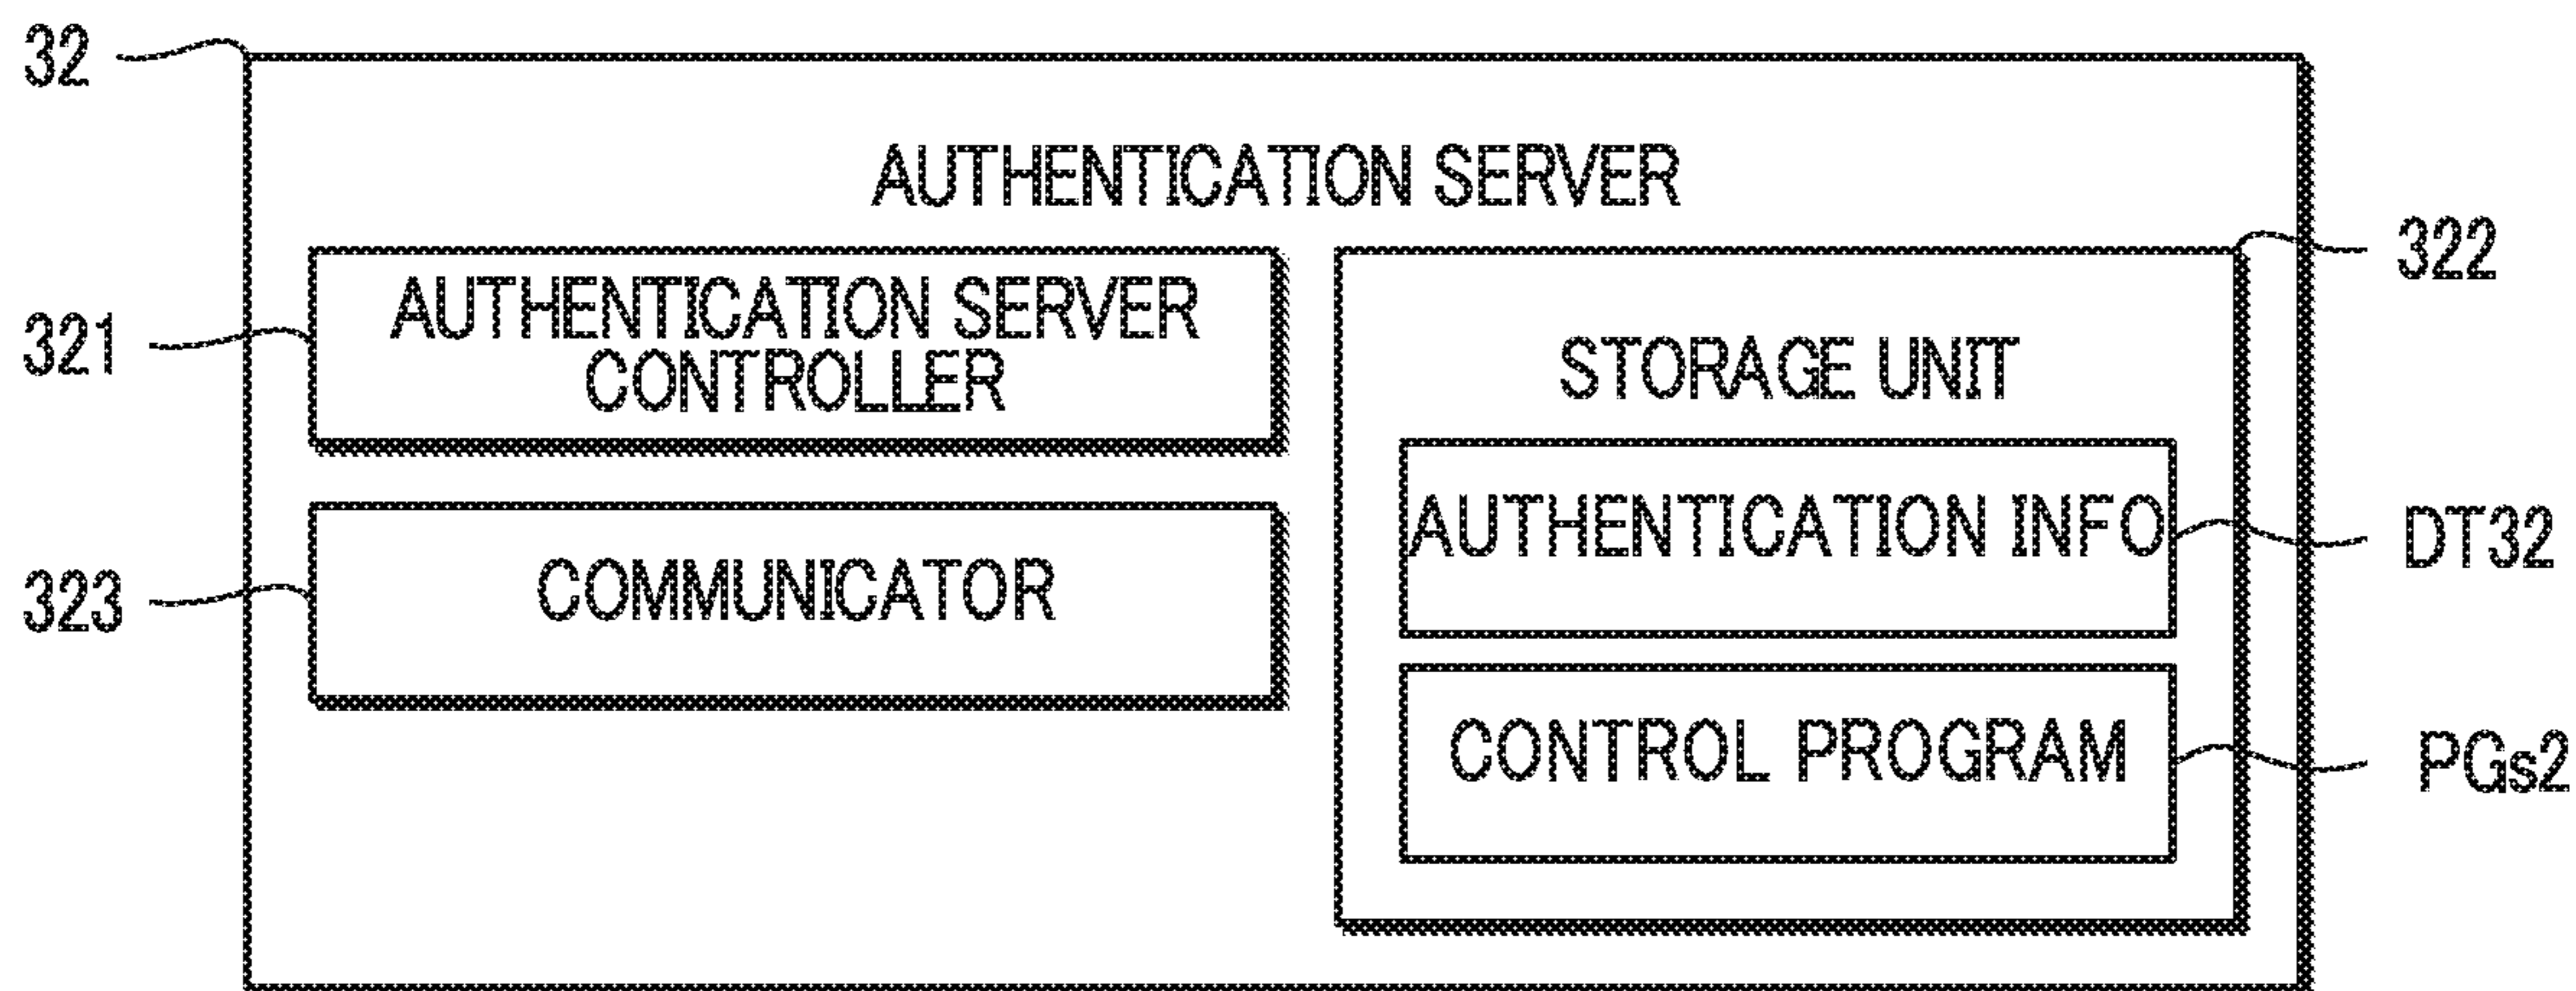 32
AUTHENTICATION SERVER
322
321
AUTHENTICATION SERVER
CONTROLLER
STORAGE UNIT
AUTHENTICATION INFO
DT32
323
COMMUNICATOR
CONTROL PROGRAM
PGs2